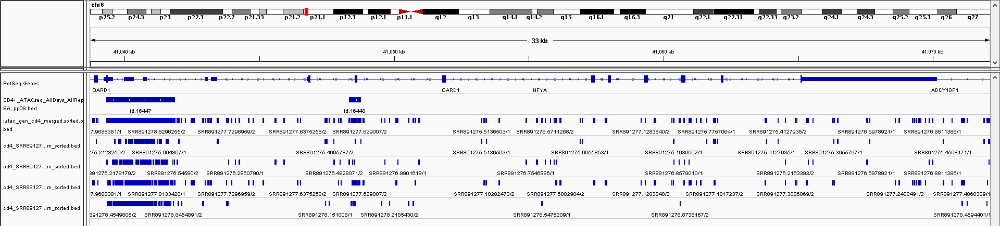 chr6
p25.2 p24.3 p23 p22.3 p22.2 p21.33 p21.2 p21.1 p12.3 p12.1 p11.1 q12 q13 q14.1 q14.2 q15 q16.1 q16.3 q21 q22.1 q22.31 q22.33 q23.2 q24.1 q24.3 q25.2 q25.3 q26 q27
33 kb
41,040 kb 41,050 kb 41,060 kb 41,070 kb
RefSeq Genes
OARD1 OARD1 NFYA ADCY10P1
CD4+_ATACseq_AllDays_AllRep
BA_pp08.bed
id.16447 id.16448
iatac_gen_cd4_merged.sorted.b
bed
7.9688381/1 SRR891278.6296255/2 SRR891277.7296959/2 SRR891277.6375258/2 SRR891277.629007/2 SRR891275.5136503/1 SRR891276.5711268/2 SRR891277.1283840/2 SRR891275.7757064/1 SRR891275.4127935/2 SRR891276.6978921/1 SRR891276.8811386/1
cd4_SRR89127...m_sorted.bed
75.2128250/2 SRR891275.604897/1 SRR891275.4695787/2 SRR891275.5136503/1 SRR891275.6655853/1 SRR891275.1639902/1 SRR891275.4127935/1 SRR891275.3955797/1 SRR891275.4598171/1
cd4_SRR89127...m_sorted.bed
891276.2178179/2 SRR891276.54590/2 SRR891276.2860790/1 SRR891276.4828071/2 SRR891276.9901618/1 SRR891276.7546986/1 SRR891276.8579010/1 SRR891276.2163393/2 SRR891276.6978921/1 SRR891276.8811386/1
cd4_SRR89127...m_sorted.bed
7.9688381/1 SRR891277.8133420/1 SRR891277.7296959/2 SRR891277.6375258/2 SRR891277.629007/2 SRR891277.10282473/2 SRR891277.6882904/2 SRR891277.1283840/2 SRR891277.1817237/2 SRR891277.3086069/2 SRR891277.2488491/2 SRR891277.4860389/1
cd4_SRR89127...m_sorted.bed
891278.4549806/2 SRR891278.8454891/2 SRR891278.151008/1 SRR891278.2185430/2 SRR891278.5476209/1 SRR891278.8738167/2 SRR891278.4694401/1